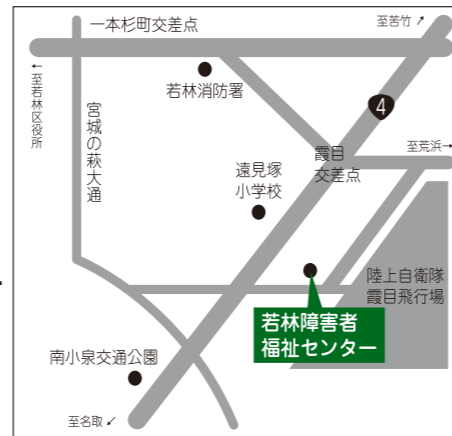 一本杉町交差点
至苦竹↗
←至若林区役所
若林消防署
宮城の萩大通
4
至荒浜→
霞目
交差点
遠見塚
小学校
陸上自衛隊
霞目飛行場
若林障害者
福祉センター
南小泉交通公園
至名取↙